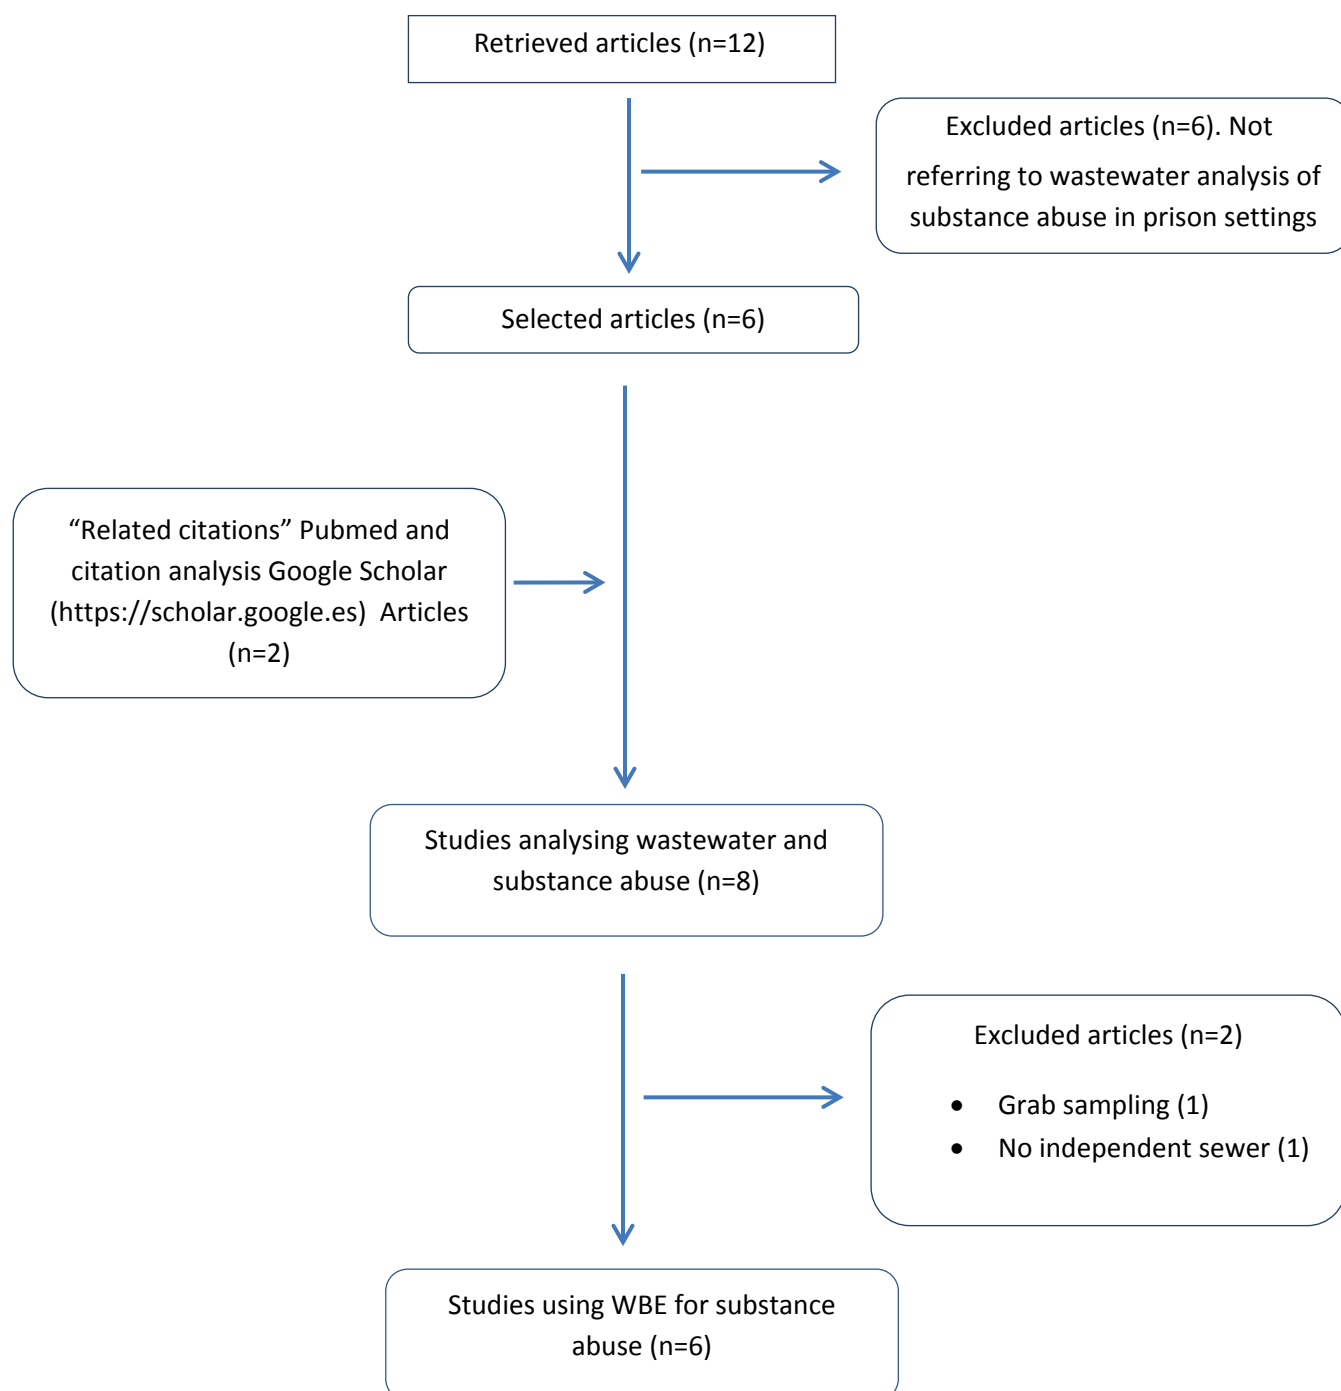 Retrieved articles (n=12)
Excluded articles (n=6). Not
referring to wastewater analysis of
substance abuse in prison settings
Selected articles (n=6)
“Related citations” Pubmed and
citation analysis Google Scholar
(https://scholar.google.es) Articles
(n=2)
Studies analysing wastewater and
substance abuse (n=8)
Excluded articles (n=2)
• Grab sampling (1)
• No independent sewer (1)
Studies using WBE for substance
abuse (n=6)